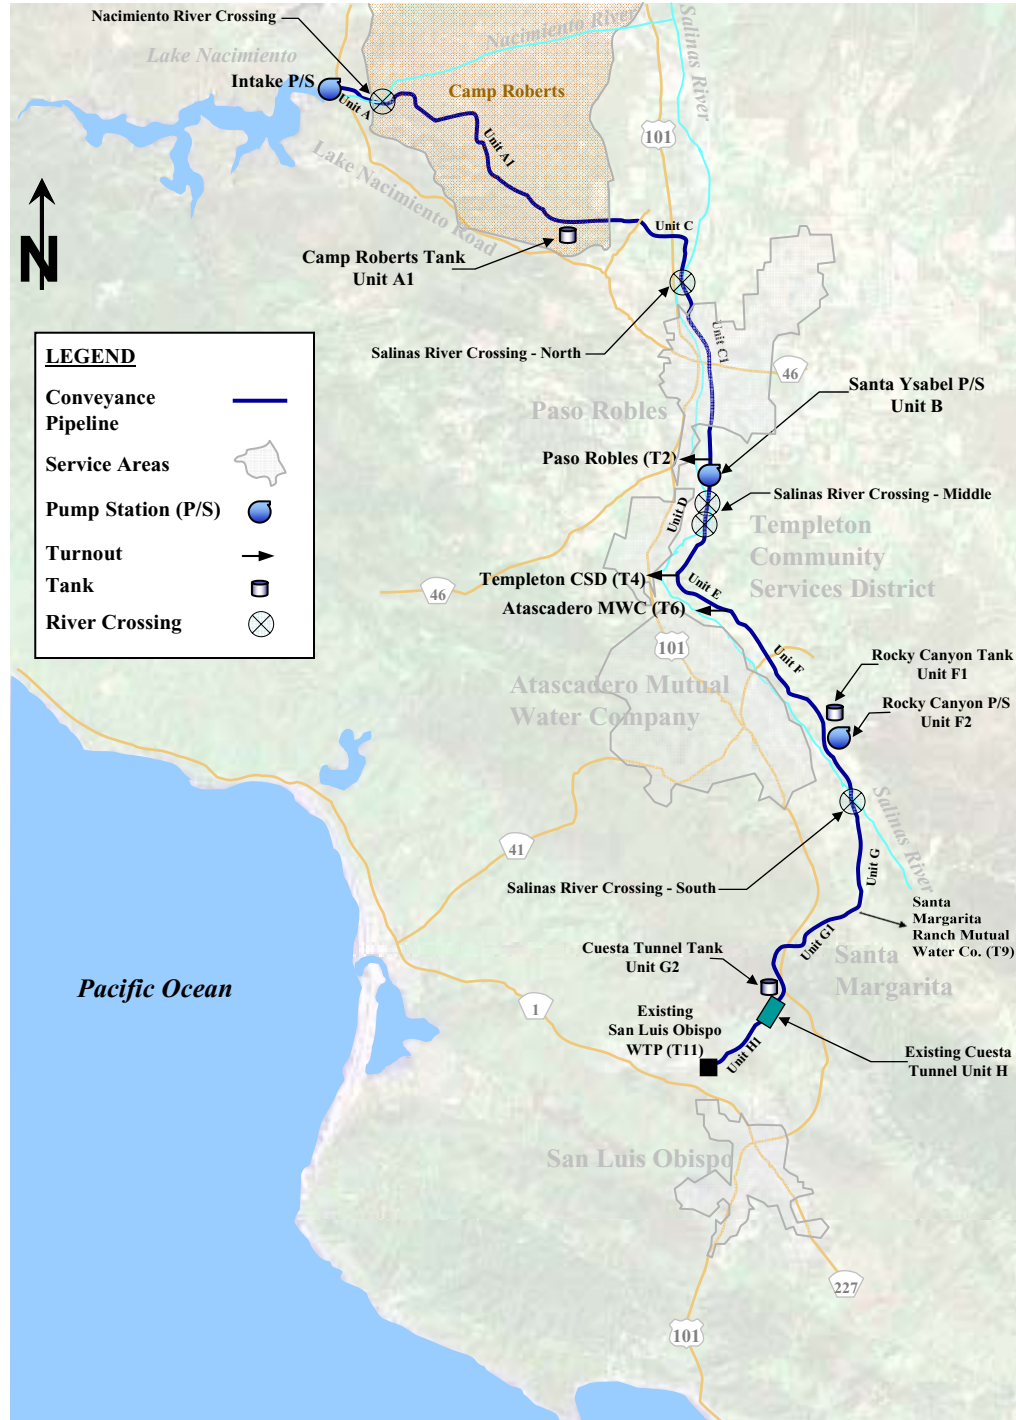 Nacimiento River Crossing
Lake Nacimiento
Nacimiento River
Salinas River
Intake P/S
Unit A
Camp Roberts
Unit A1
101
Lake Nacimiento Road
N
Unit C
Camp Roberts Tank
Unit A1
Salinas River Crossing - North
Unit C1
46
LEGEND
Conveyance
Pipeline
Service Areas
Pump Station (P/S)
Turnout
Tank
River Crossing
Santa Ysabel P/S
Unit B
Paso Robles
Paso Robles (T2)
Salinas River Crossing - Middle
Unit D
Templeton
Community
Services District
Templeton CSD (T4)
Unit E
46
Atascadero MWC (T6)
101
Unit F
Rocky Canyon Tank
Unit F1
Atascadero Mutual
Water Company
Rocky Canyon P/S
Unit F2
Salinas River
41
Unit G
Salinas River Crossing - South
Santa
Margarita
Ranch Mutual
Water Co. (T9)
Unit G1
Cuesta Tunnel Tank
Unit G2
Santa
Margarita
Pacific Ocean
1
Existing
San Luis Obispo
WTP (T11)
Unit H1
Existing Cuesta
Tunnel Unit H
San Luis Obispo
227
101